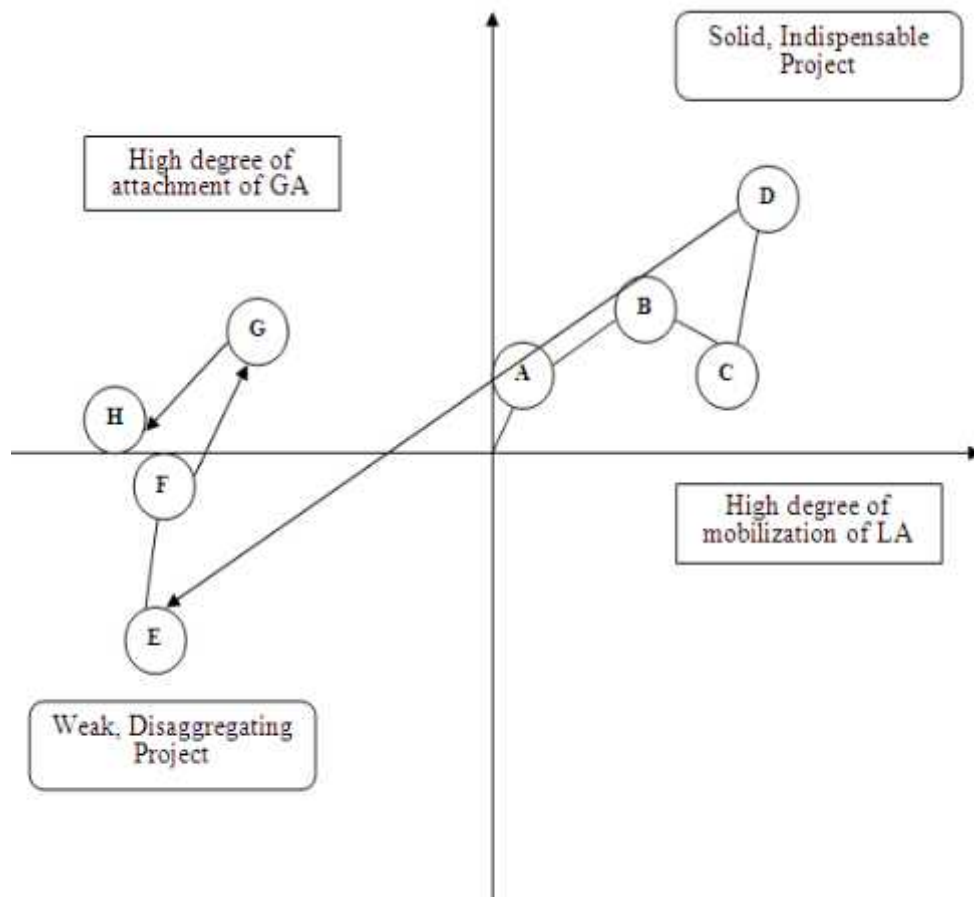 Solid, Indispensable
Project
High degree of
attachment of GA
D
B
G
A
C
H
F
High degree of
mobilization of LA
E
Weak, Disaggregating
Project